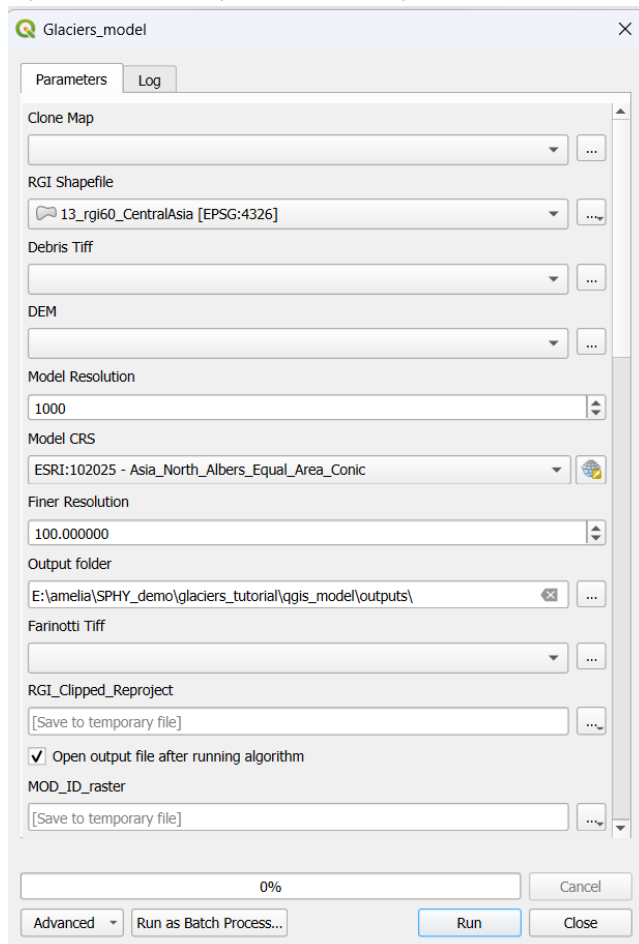 Glaciers_model
Parameters Log
Clone Map
...
RGI Shapefile
13_rgi60_CentralAsia [EPSG:4326]
...
Debris Tiff
...
DEM
...
Model Resolution
1000
Model CRS
ESRI:102025 - Asia_North_Albers_Equal_Area_Conic
Finer Resolution
100.000000
Output folder
E:\amelia\SPHY_demo\glaciers_tutorial\qgis_model\outputs\
...
Farinotti Tiff
...
RGI_Clipped_Reproject
[Save to temporary file]
...
Open output file after running algorithm
MOD_ID_raster
[Save to temporary file]
...
0% Cancel
Advanced Run as Batch Process... Run Close